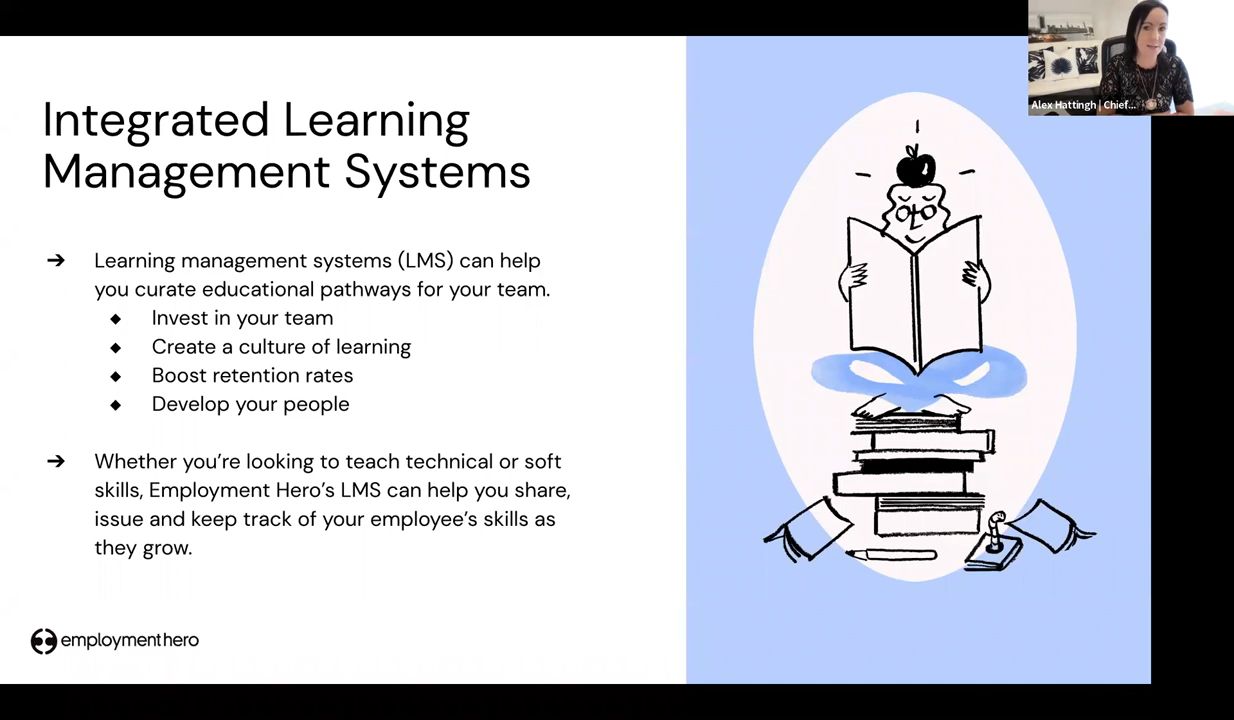 Integrated Learning
Management Systems
➔ Learning management systems (LMS) can help
you curate educational pathways for your team.
◆ Invest in your team
◆ Create a culture of learning
◆ Boost retention rates
◆ Develop your people
➔ Whether you’re looking to teach technical or soft
skills, Employment Hero’s LMS can help you share,
issue and keep track of your employee’s skills as
they grow.
employmenthero
Alex Hattingh | Chief...